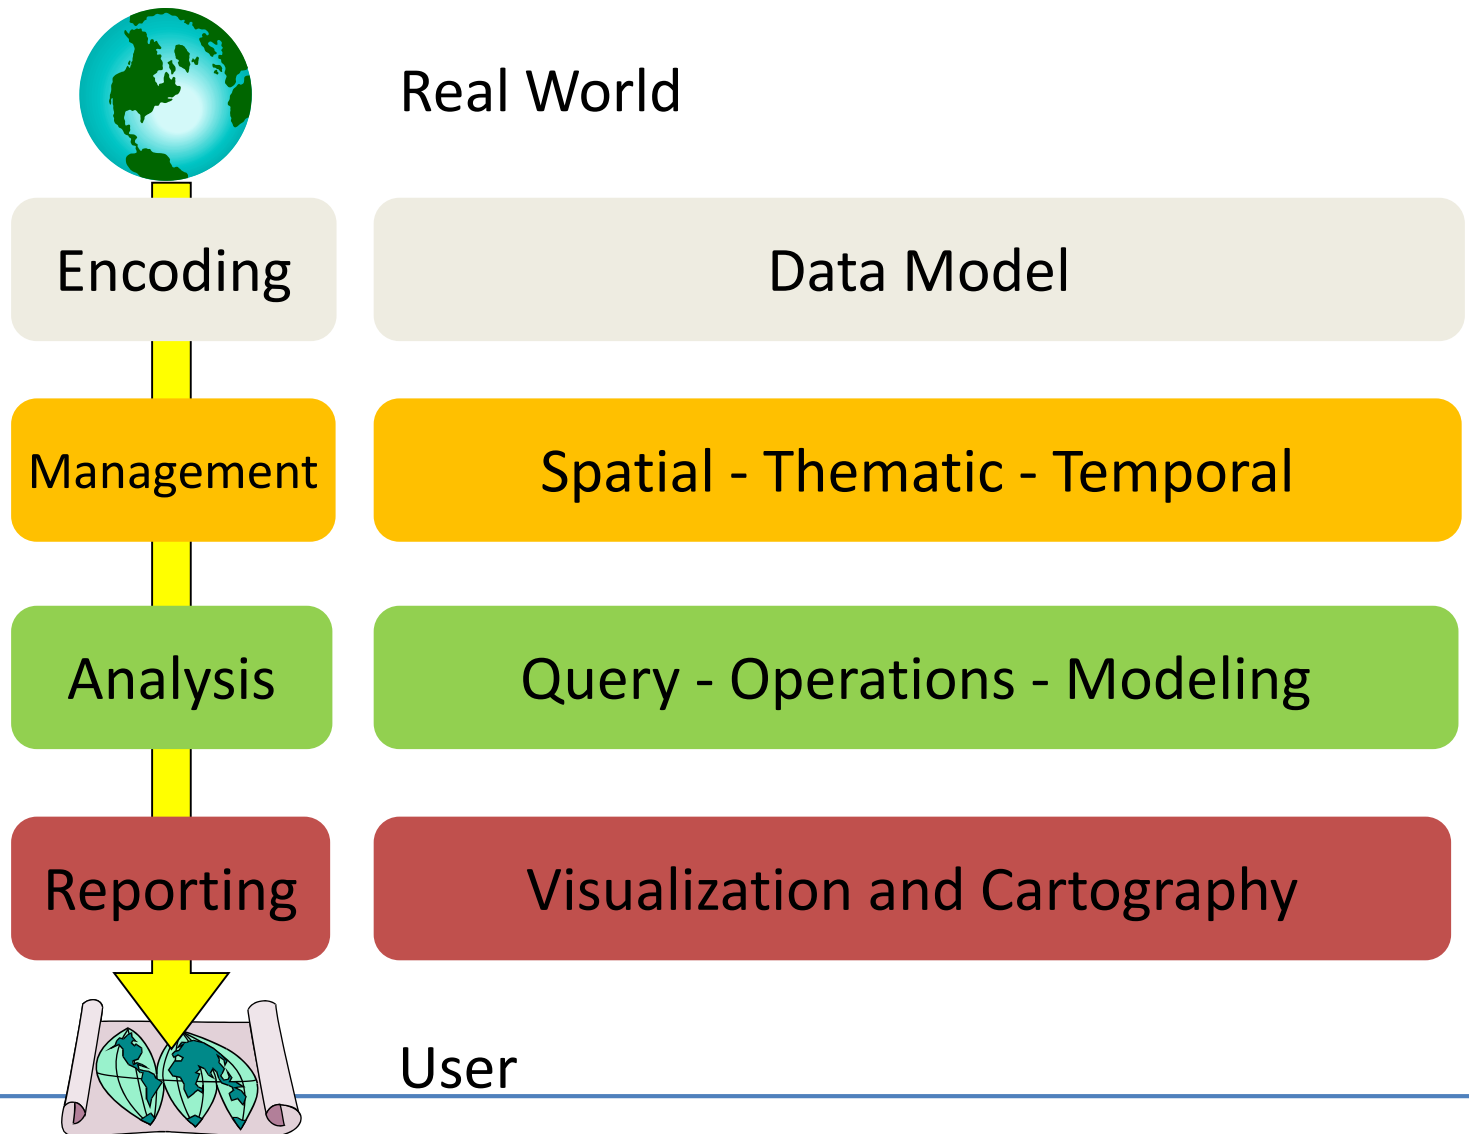 Real World
Encoding
Data Model
Management
Spatial - Thematic - Temporal
Analysis
Query - Operations - Modeling
Reporting
Visualization and Cartography
User